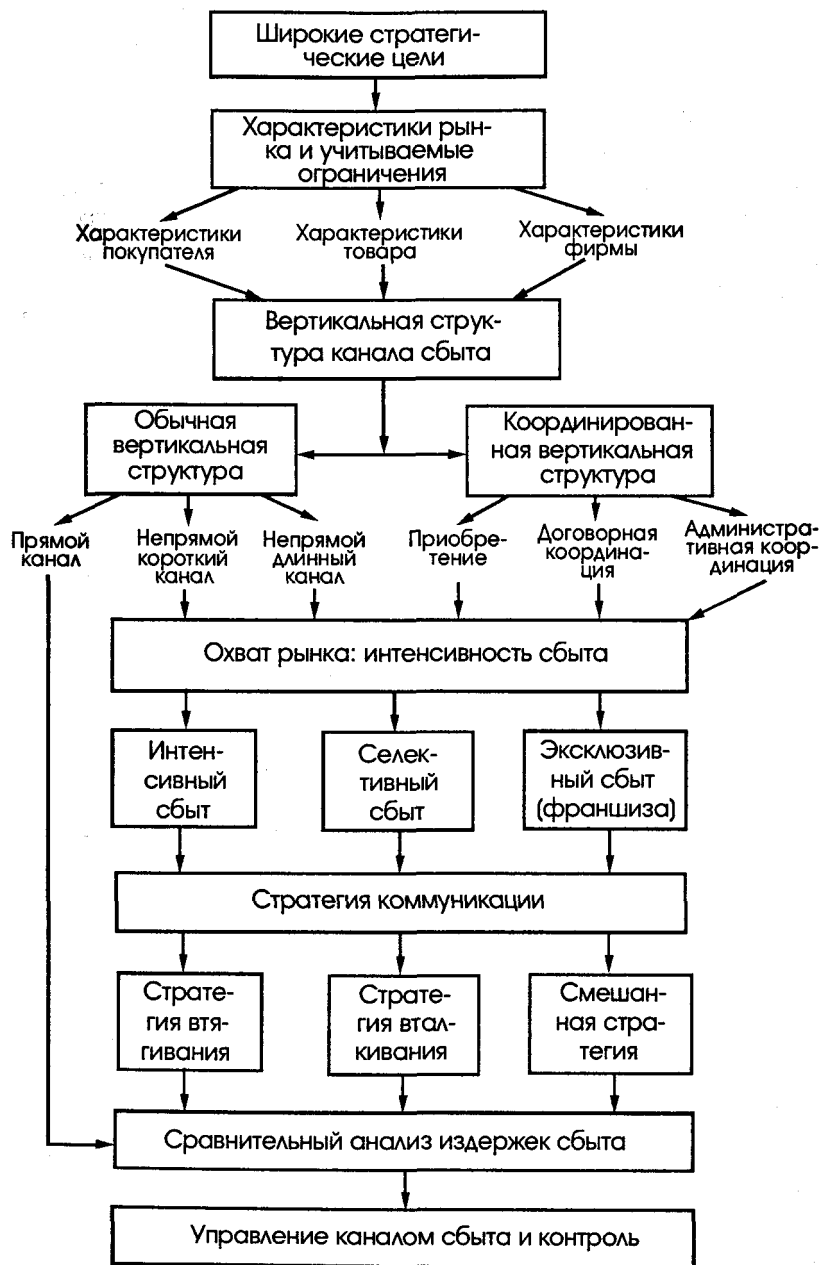 Широкие стратеги-
ческие цели
Характеристики рын-
ка и учитываемые
ограничения
Характеристики
покупателя
Характеристики
товара
Характеристики
фирмы
Вертикальная струк-
тура канала сбыта
Обычная
вертикальная
структура
Координирован-
ная вертикальная
структура
Прямой
канал
Непрямой
короткий
канал
Непрямой
длинный
канал
Приобре-
тение
Договорная
координа-
ция
Администра-
тивная коор-
динация
Охват рынка: интенсивность сбыта
Интен-
сивный
сбыт
Селек-
тивный
сбыт
Эксклюзив-
ный сбыт
(франшиза)
Стратегия коммуникации
Страте-
гия втя-
гивания
Страте-
гия втал-
кивания
Смешан-
ная стра-
тегия
Сравнительный анализ издержек сбыта
Управление каналом сбыта и контроль